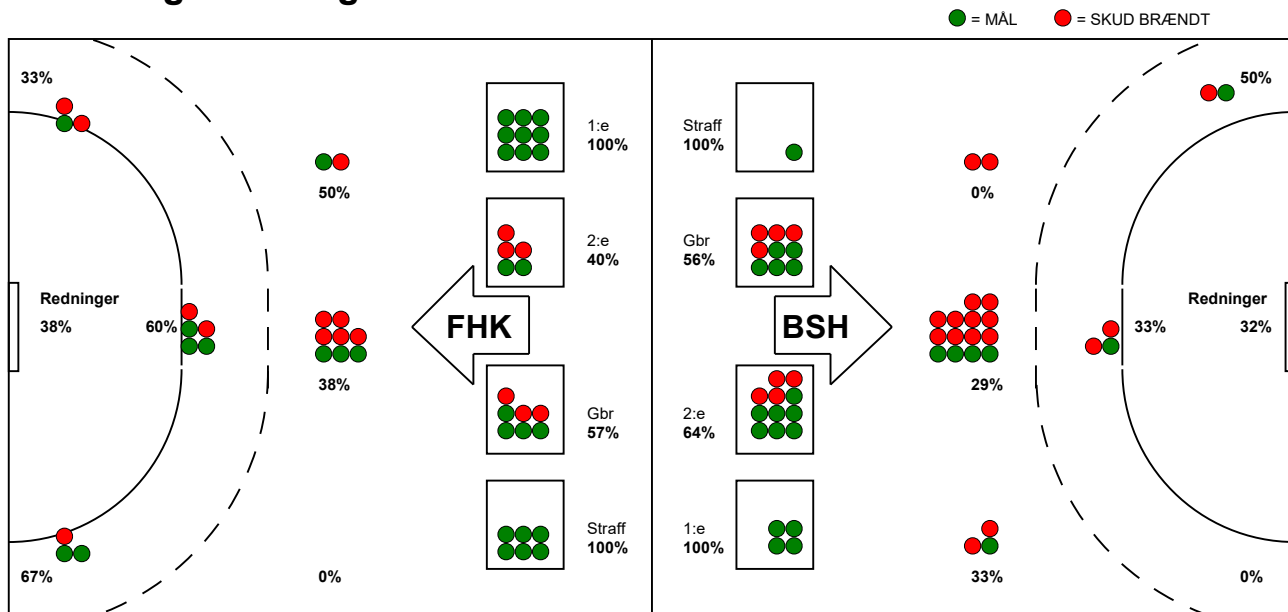 = MÅL
= SKUD BRÆNDT
33%
50%
Redninger
38%
60%
38%
67%
0%
1:e
100%
2:e
40%
FHK
Gbr
57%
Straff
100%
Straff
100%
Gbr
56%
BSH
2:e
64%
1:e
100%
50%
0%
Redninger
32%
33%
29%
33%
0%